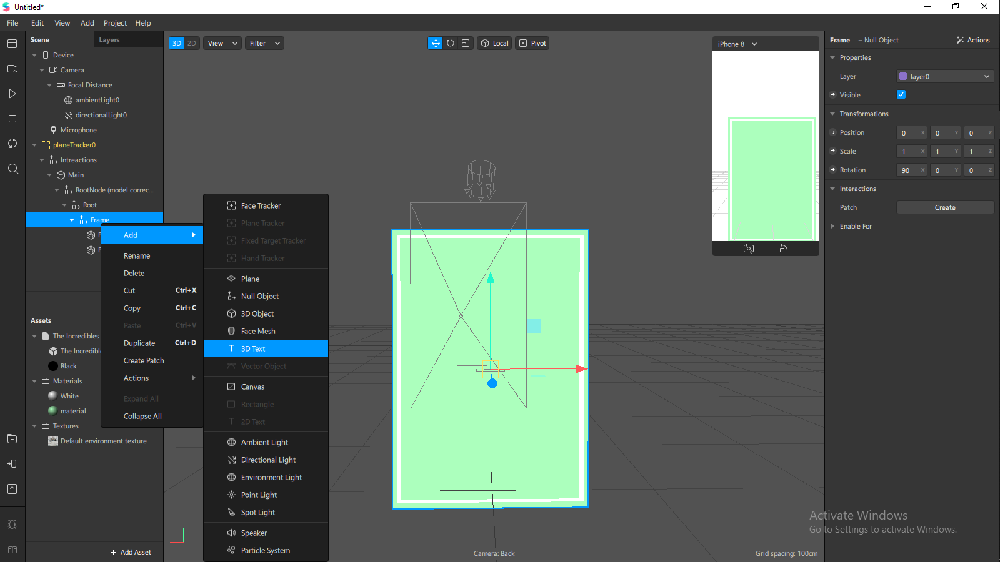 Untitled*
File Edit View Add Project Help
Scene Layers
3D 2D View Filter Local Pivot
iPhone 8
Frame – Null Object Actions
Device
Camera
Focal Distance
ambientLight0
directionalLight0
Microphone
planeTracker0
Intreactions
Main
RootNode (model correc...
Root
Frame
Properties
Layer layer0
Visible
Transformations
Position 0 X 0 Y 0 Z
Scale 1 X 1 Y 1 Z
Rotation 90 X 0 Y 0 Z
Interactions
Patch Create
Enable For
Add
Rename
Delete
Cut Ctrl+X
Copy Ctrl+C
Paste Ctrl+V
Duplicate Ctrl+D
Create Patch
Actions
Expand All
Collapse All
Face Tracker
Plane Tracker
Fixed Target Tracker
Hand Tracker
Plane
Null Object
3D Object
Face Mesh
3D Text
Vector Object
Canvas
Rectangle
2D Text
Ambient Light
Directional Light
Environment Light
Point Light
Spot Light
Speaker
Particle System
Assets
The Incredibles
The Incredibl
Black
Materials
White
material
Textures
Default environment texture
+ Add Asset
Camera: Back
Grid spacing: 100cm
Activate Windows
Go to Settings to activate Windows.